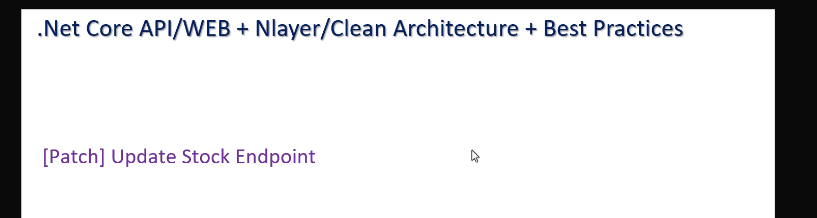 .Net Core API/WEB + Nlayer/Clean Architecture + Best Practices
[Patch] Update Stock Endpoint